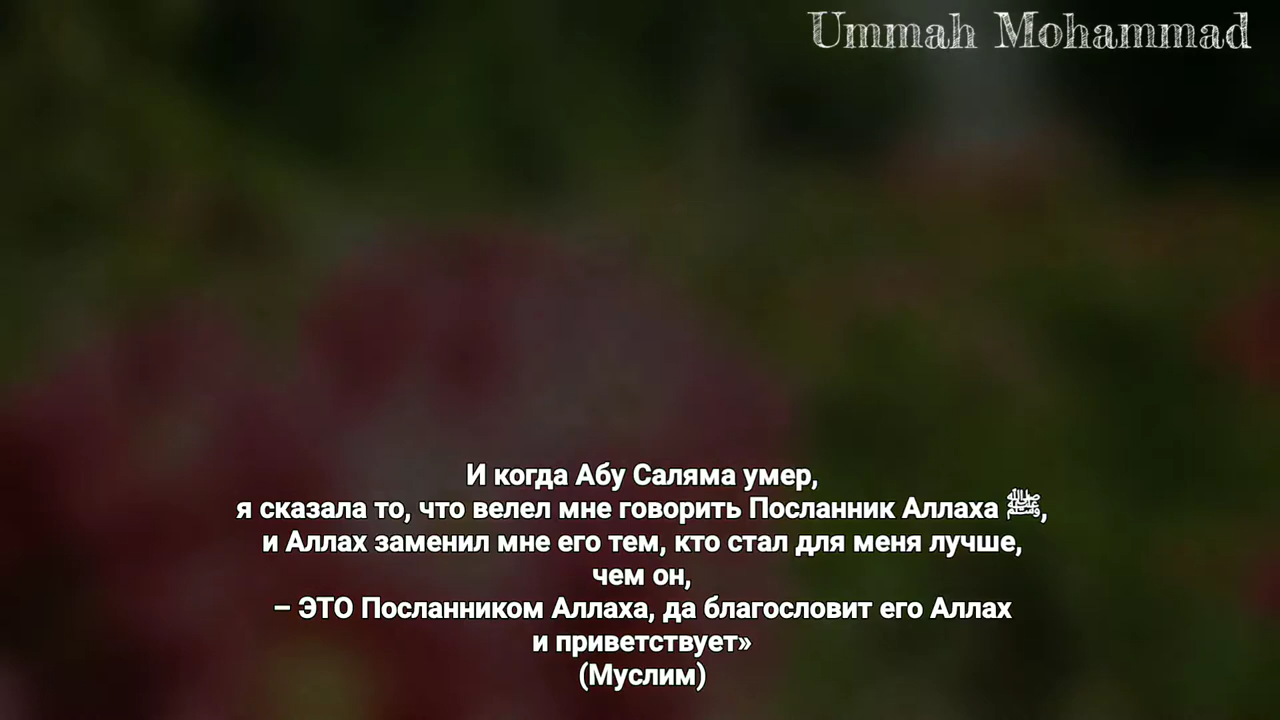 Ummah Mohammad
И когда Абу Саляма умер,
я сказала то, что велел мне говорить Посланник Аллаха ﷺ,
и Аллах заменил мне его тем, кто стал для меня лучше,
чем он,
– ЭТО Посланником Аллаха, да благословит его Аллах
и приветствует»
(Муслим)